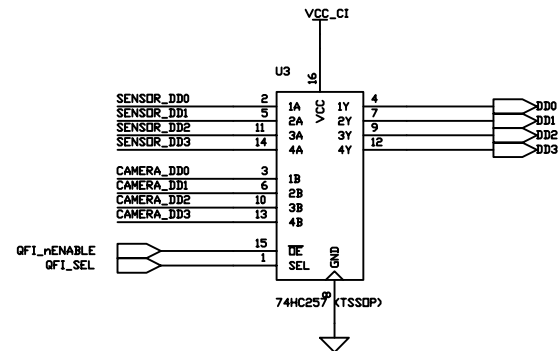 VCC_CI
U3
16
VCC
SENSOR_DD0 2 1A 1Y 4 DD0
SENSOR_DD1 5 2A 2Y 7 DD1
SENSOR_DD2 11 3A 3Y 9 DD2
SENSOR_DD3 14 4A 4Y 12 DD3
CAMERA_DD0 3 1B
CAMERA_DD1 6 2B
CAMERA_DD2 10 3B
CAMERA_DD3 13 4B
QFI_nENABLE 15 OE
QFI_SEL 1 SEL
GND
8
74HC257 (TSSOP)